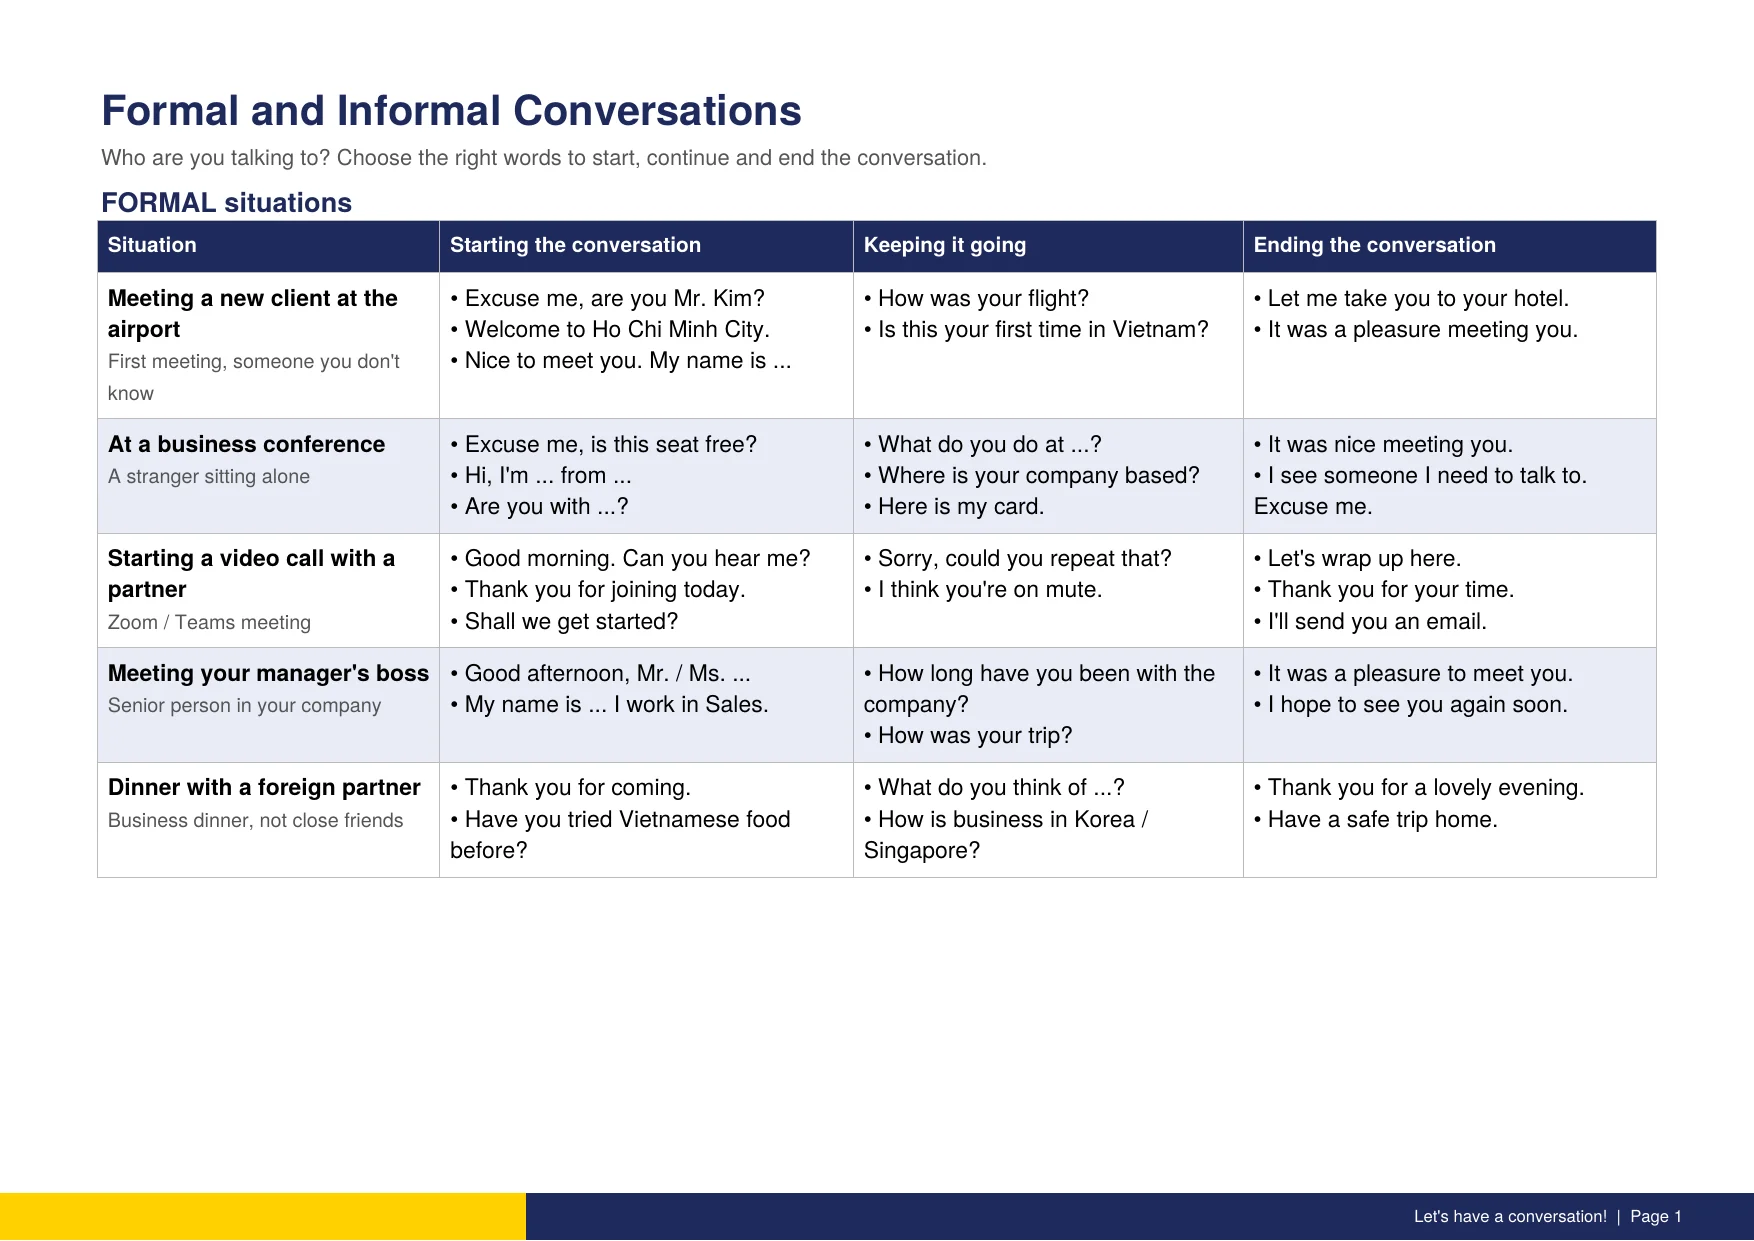 Formal and Informal Conversations
Who are you talking to? Choose the right words to start, continue and end the conversation.
FORMAL situations
Situation
Starting the conversation
Keeping it going
Ending the conversation
Meeting a new client at the
airport
First meeting, someone you don't
know
• Excuse me, are you Mr. Kim?
• Welcome to Ho Chi Minh City.
• Nice to meet you. My name is ...
• How was your flight?
• Is this your first time in Vietnam?
• Let me take you to your hotel.
• It was a pleasure meeting you.
At a business conference
A stranger sitting alone
• Excuse me, is this seat free?
• Hi, I'm ... from ...
• Are you with ...?
• What do you do at ...?
• Where is your company based?
• Here is my card.
• It was nice meeting you.
• I see someone I need to talk to.
Excuse me.
Starting a video call with a
partner
Zoom / Teams meeting
• Good morning. Can you hear me?
• Thank you for joining today.
• Shall we get started?
• Sorry, could you repeat that?
• I think you're on mute.
• Let's wrap up here.
• Thank you for your time.
• I'll send you an email.
Meeting your manager's boss
Senior person in your company
• Good afternoon, Mr. / Ms. ...
• My name is ... I work in Sales.
• How long have you been with the
company?
• How was your trip?
• It was a pleasure to meet you.
• I hope to see you again soon.
Dinner with a foreign partner
Business dinner, not close friends
• Thank you for coming.
• Have you tried Vietnamese food
before?
• What do you think of ...?
• How is business in Korea /
Singapore?
• Thank you for a lovely evening.
• Have a safe trip home.
Let's have a conversation! | Page 1